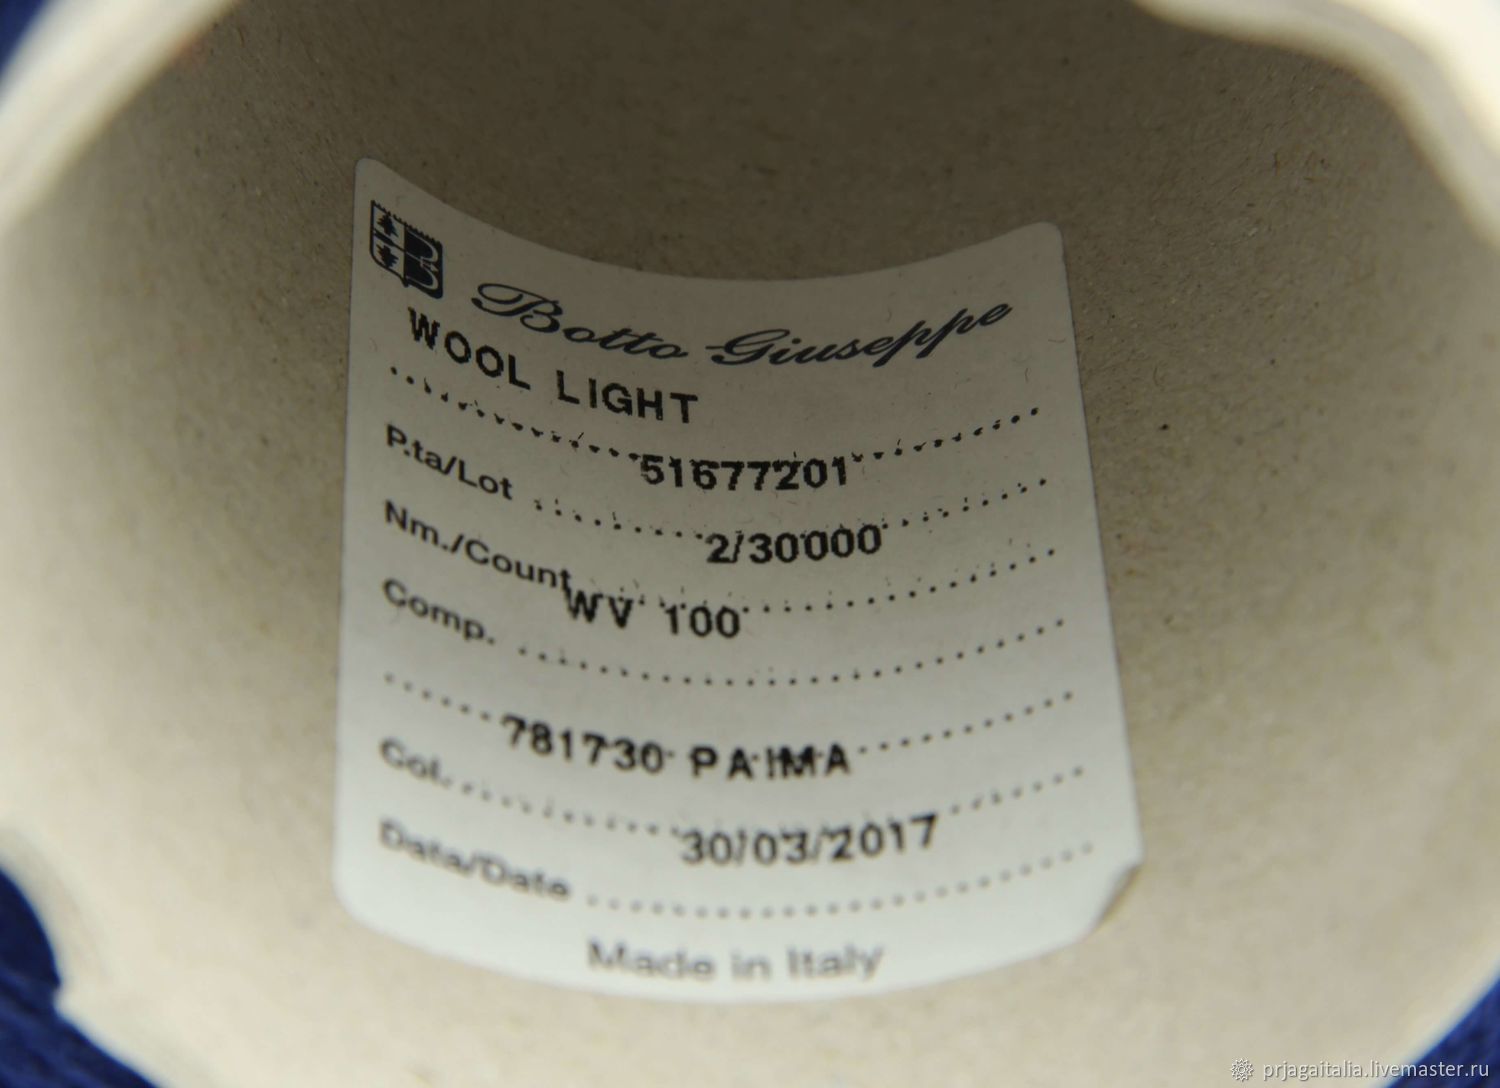 B
Botto Giuseppe
WOOL LIGHT
P.ta/Lot 51677201
Nm./Count 2/30000
Comp. WV 100
Col. 781730 PAIMA
Data/Date 30/03/2017
Made in Italy
prjagaitalia.livemaster.ru